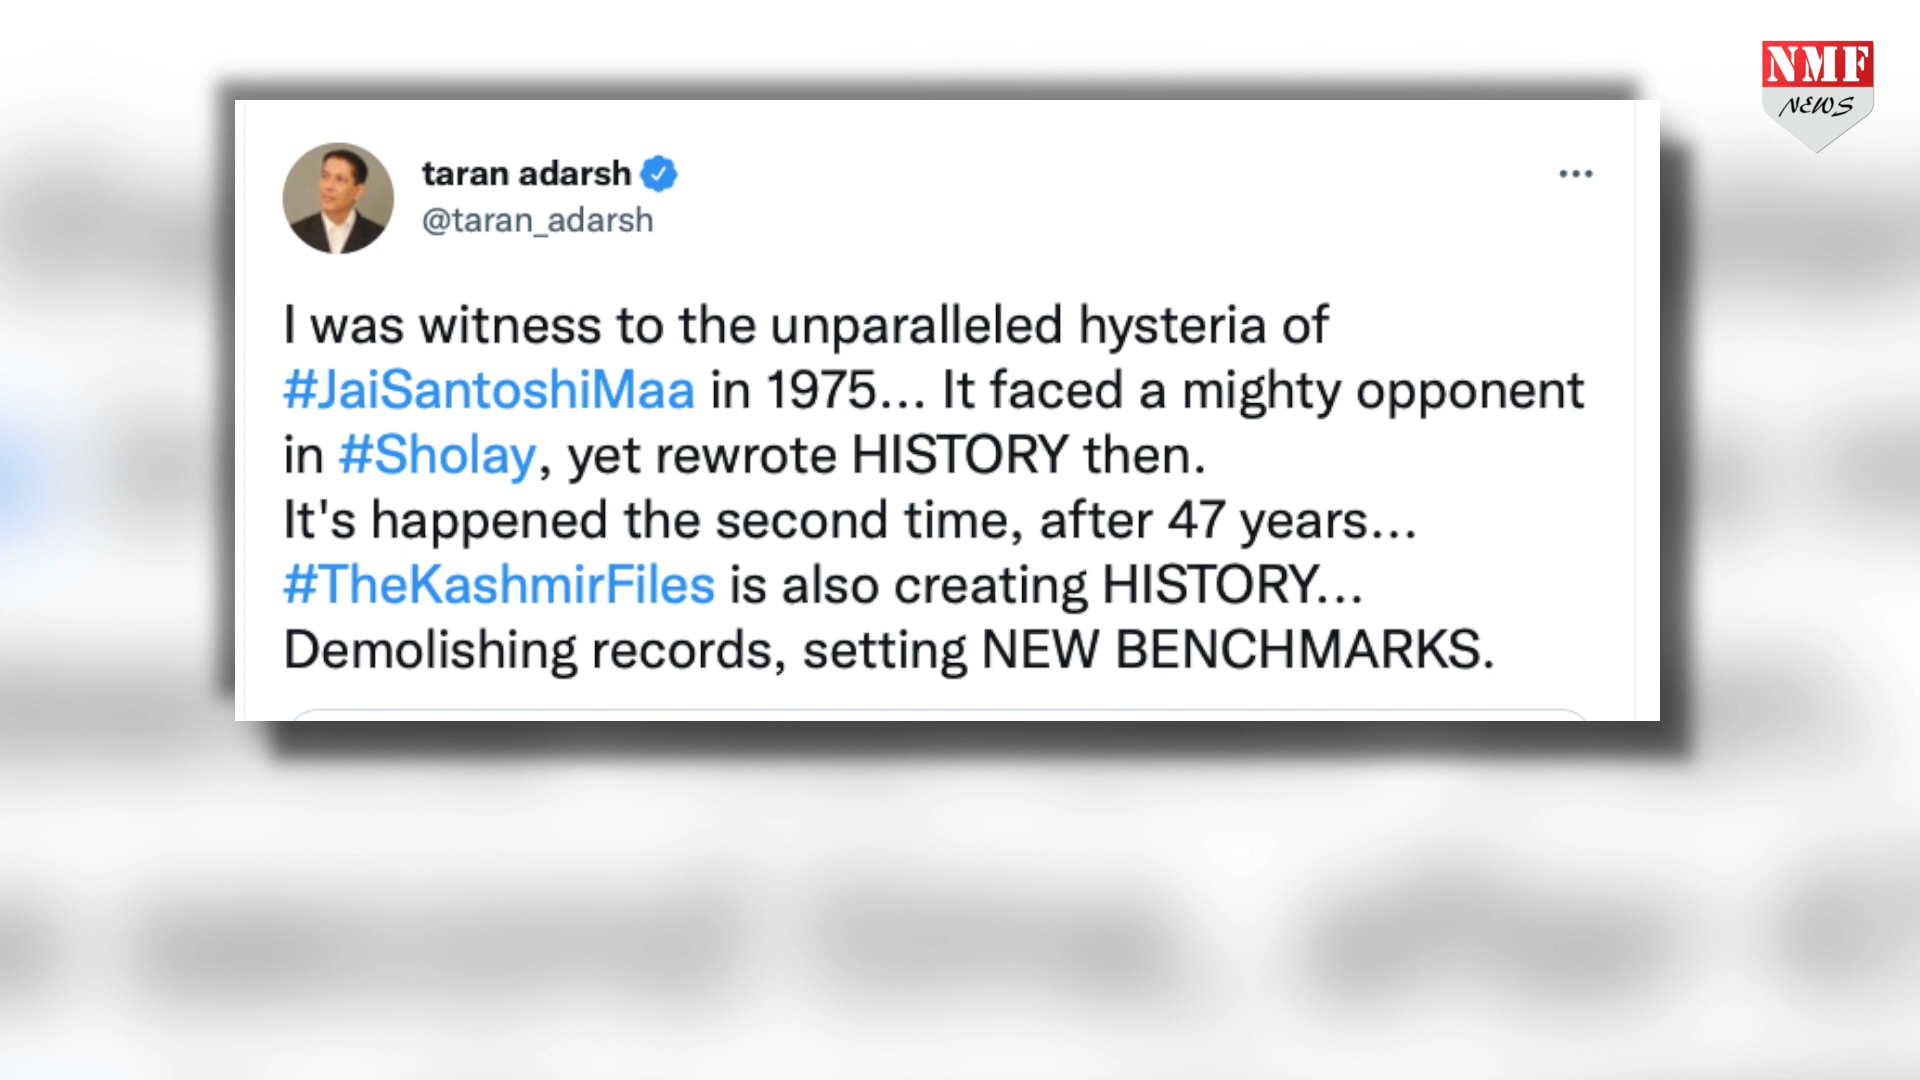 NMF
NEWS
taran adarsh
@taran_adarsh
I was witness to the unparalleled hysteria of
#JaiSantoshiMaa in 1975... It faced a mighty opponent
in #Sholay, yet rewrote HISTORY then.
It's happened the second time, after 47 years...
#TheKashmirFiles is also creating HISTORY...
Demolishing records, setting NEW BENCHMARKS.